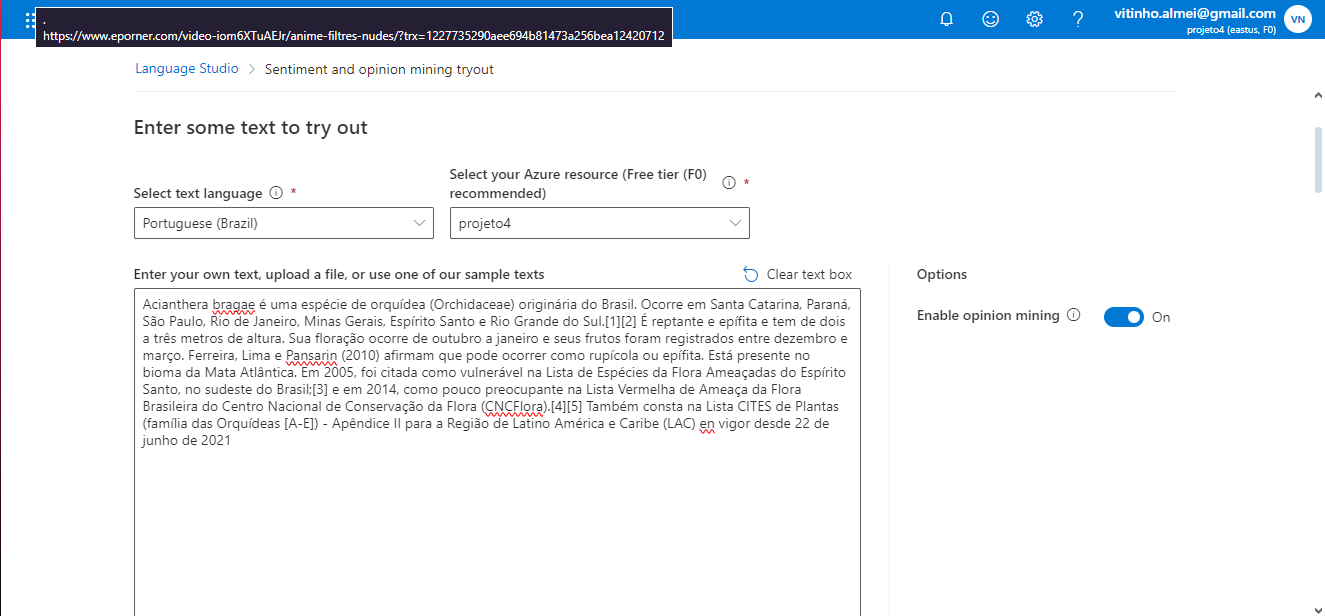 .
https://www.eporner.com/video-iom6XTuAEJr/anime-filtres-nudes/?trx=1227735290aee694b81473a256bea12420712
vitinho.almei@gmail.com
projeto4 (eastus, F0)
VN
Language Studio > Sentiment and opinion mining tryout
Enter some text to try out
Select text language *
Portuguese (Brazil)
Select your Azure resource (Free tier (F0)
recommended) *
projeto4
Enter your own text, upload a file, or use one of our sample texts
Clear text box
Acianthera bragae é uma espécie de orquídea (Orchidaceae) originária do Brasil. Ocorre em Santa Catarina, Paraná,
São Paulo, Rio de Janeiro, Minas Gerais, Espírito Santo e Rio Grande do Sul.[1][2] É reptante e epífita e tem de dois
a três metros de altura. Sua floração ocorre de outubro a janeiro e seus frutos foram registrados entre dezembro e
março. Ferreira, Lima e Pansarin (2010) afirmam que pode ocorrer como rupícola ou epífita. Está presente no
bioma da Mata Atlântica. Em 2005, foi citada como vulnerável na Lista de Espécies da Flora Ameaçadas do Espírito
Santo, no sudeste do Brasil;[3] e em 2014, como pouco preocupante na Lista Vermelha de Ameaça da Flora
Brasileira do Centro Nacional de Conservação da Flora (CNCFlora).[4][5] Também consta na Lista CITES de Plantas
(família das Orquídeas [A-E]) - Apêndice II para a Região de Latino América e Caribe (LAC) en vigor desde 22 de
junho de 2021
Options
Enable opinion mining
On